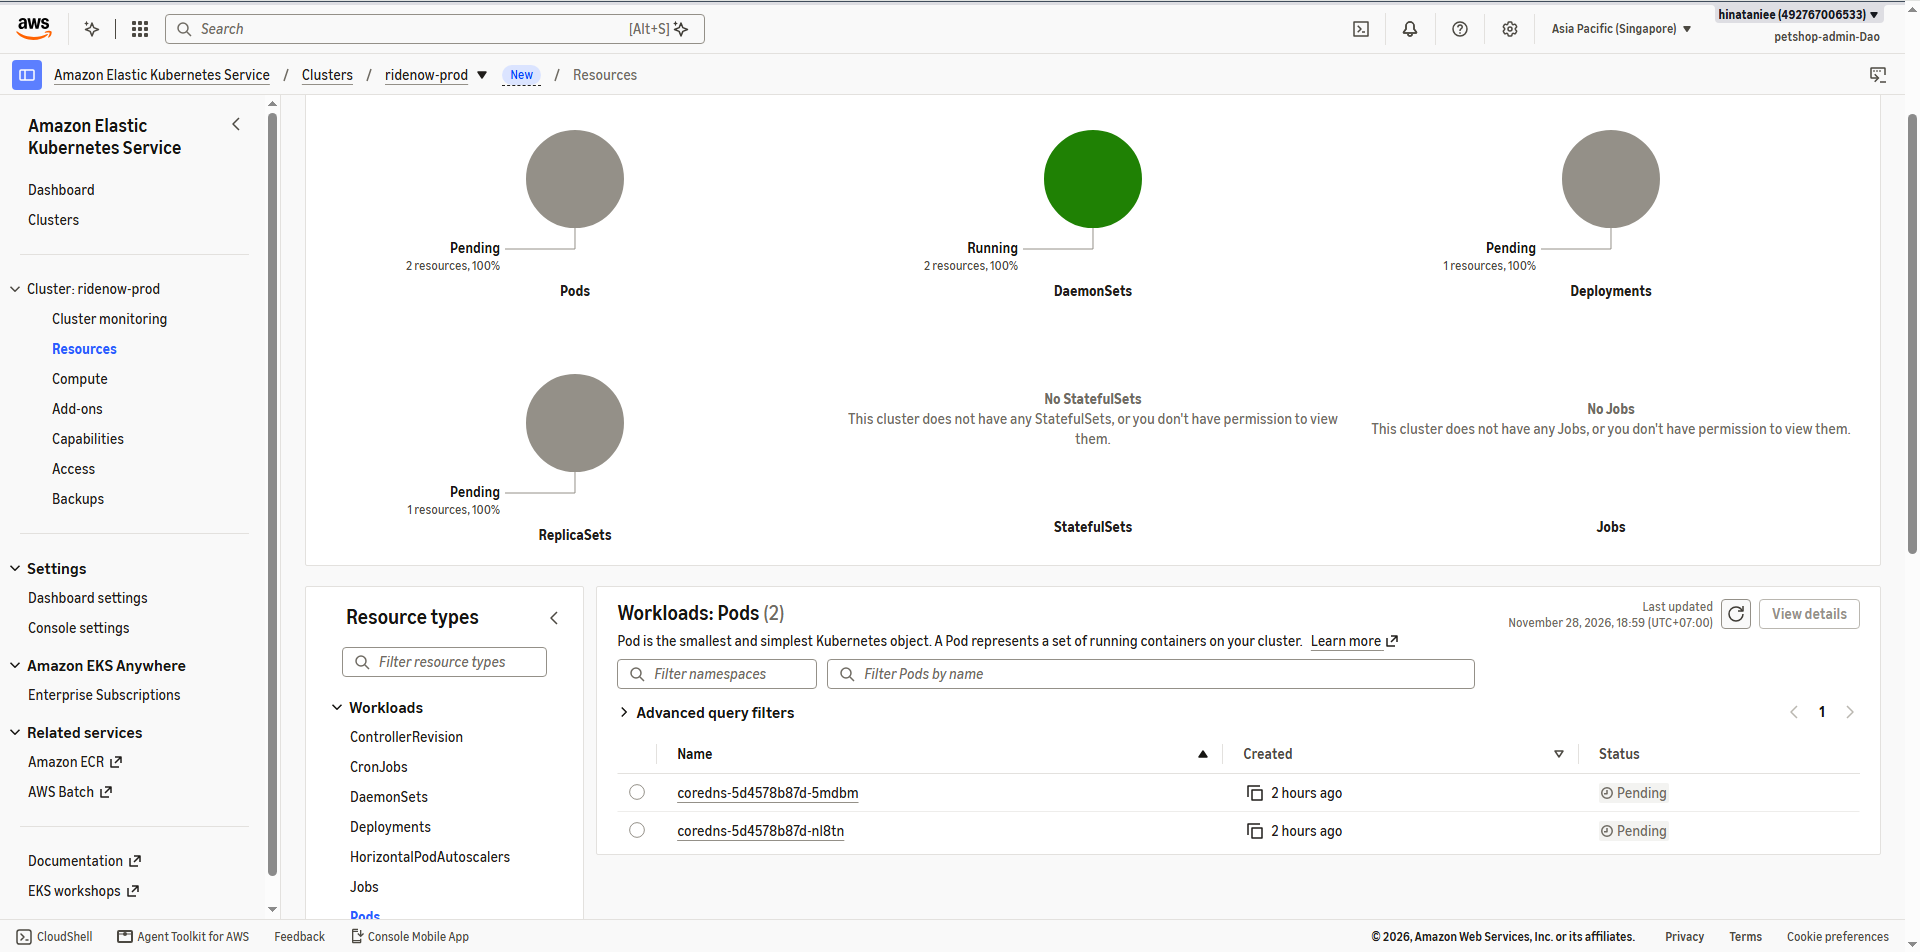 aws
Search
[Alt+S]
Asia Pacific (Singapore)
hinataniee (492767006533)
petshop-admin-Dao
Amazon Elastic Kubernetes Service / Clusters / ridenow-prod New / Resources
Amazon Elastic
Kubernetes Service
Dashboard
Clusters
Cluster: ridenow-prod
Cluster monitoring
Resources
Compute
Add-ons
Capabilities
Access
Backups
Settings
Dashboard settings
Console settings
Amazon EKS Anywhere
Enterprise Subscriptions
Related services
Amazon ECR
AWS Batch
Documentation
EKS workshops
Pending
2 resources, 100%
Pods
Running
2 resources, 100%
DaemonSets
Pending
1 resources, 100%
Deployments
Pending
1 resources, 100%
ReplicaSets
No StatefulSets
This cluster does not have any StatefulSets, or you don't have permission to view
them.
StatefulSets
No Jobs
This cluster does not have any Jobs, or you don't have permission to view them.
Jobs
Resource types
Filter resource types
Workloads
ControllerRevision
CronJobs
DaemonSets
Deployments
HorizontalPodAutoscalers
Jobs
Pods
Workloads: Pods (2)
Last updated
November 28, 2026, 18:59 (UTC+07:00)
View details
Pod is the smallest and simplest Kubernetes object. A Pod represents a set of running containers on your cluster. Learn more
Filter namespaces
Filter Pods by name
Advanced query filters
1
Name Created Status
coredns-5d4578b87d-5mdbm 2 hours ago Pending
coredns-5d4578b87d-nl8tn 2 hours ago Pending
CloudShell Agent Toolkit for AWS Feedback Console Mobile App
© 2026, Amazon Web Services, Inc. or its affiliates. Privacy Terms Cookie preferences